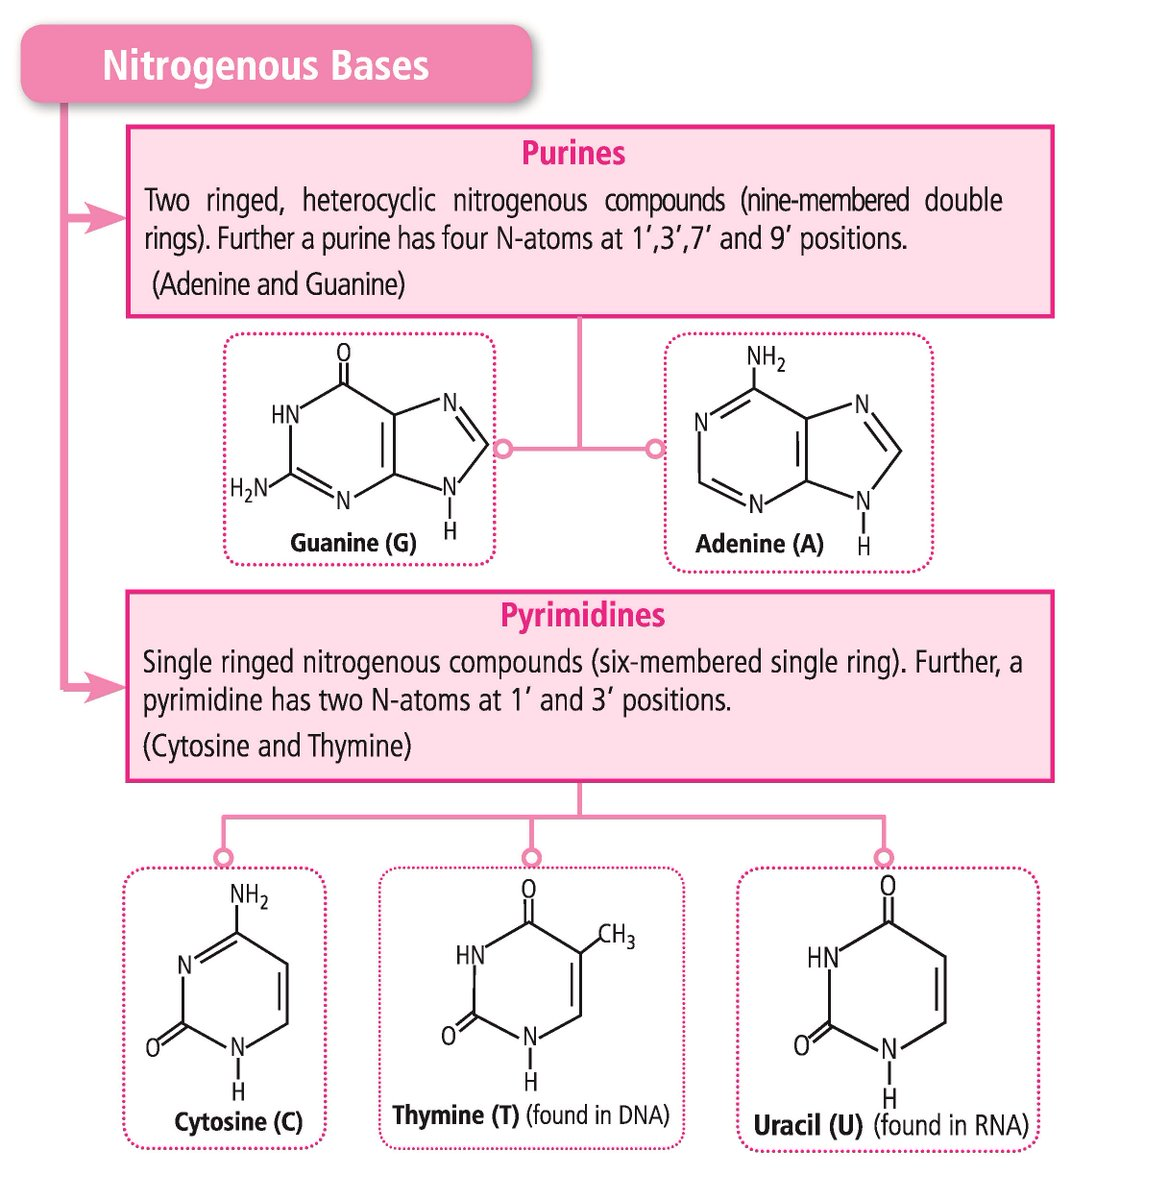 Nitrogenous Bases
Purines
Two ringed, heterocyclic nitrogenous compounds (nine-membered double
rings). Further a purine has four N-atoms at 1′,3′,7′ and 9′ positions.
(Adenine and Guanine)
O
HN
N
H₂N
N
N
H
Guanine (G)
NH₂
N
N
N
N
H
Adenine (A)
Pyrimidines
Single ringed nitrogenous compounds (six-membered single ring). Further, a
pyrimidine has two N-atoms at 1′ and 3′ positions.
(Cytosine and Thymine)
NH₂
N
O
N
H
Cytosine (C)
O
CH₃
HN
O
N
H
Thymine (T) (found in DNA)
O
HN
O
N
H
Uracil (U) (found in RNA)